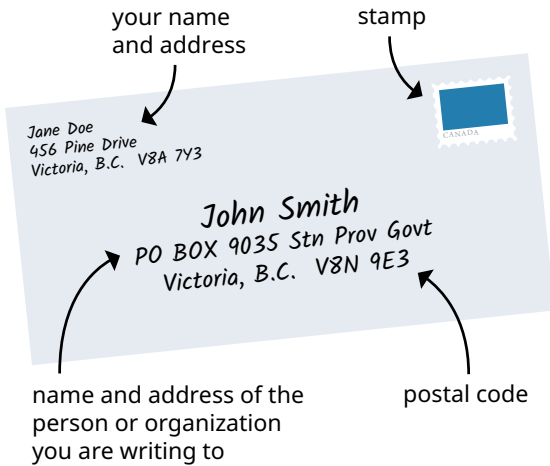 your name
and address
stamp
Jane Doe
456 Pine Drive
Victoria, B.C. V8A 7Y3
CANADA
John Smith
PO BOX 9035 Stn Prov Govt
Victoria, B.C. V8N 9E3
name and address of the
person or organization
you are writing to
postal code